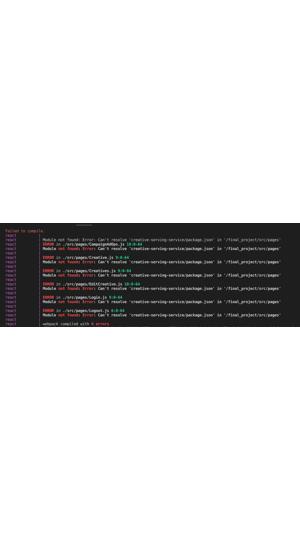 Failed to compile.
react |
react | Module not found: Error: Can't resolve 'creative-serving-service/package.json' in '/final_project/src/pages'
react | ERROR in ./src/pages/CampaignAdOps.js 10:0-64
react | Module not found: Error: Can't resolve 'creative-serving-service/package.json' in '/final_project/src/pages'
react |
react | ERROR in ./src/pages/Creative.js 9:0-64
react | Module not found: Error: Can't resolve 'creative-serving-service/package.json' in '/final_project/src/pages'
react |
react | ERROR in ./src/pages/Creatives.js 9:0-64
react | Module not found: Error: Can't resolve 'creative-serving-service/package.json' in '/final_project/src/pages'
react |
react | ERROR in ./src/pages/EditCreative.js 10:0-64
react | Module not found: Error: Can't resolve 'creative-serving-service/package.json' in '/final_project/src/pages'
react |
react | ERROR in ./src/pages/Login.js 9:0-64
react | Module not found: Error: Can't resolve 'creative-serving-service/package.json' in '/final_project/src/pages'
react |
react | ERROR in ./src/pages/Logout.js 6:0-64
react | Module not found: Error: Can't resolve 'creative-serving-service/package.json' in '/final_project/src/pages'
react |
react | webpack compiled with 6 errors